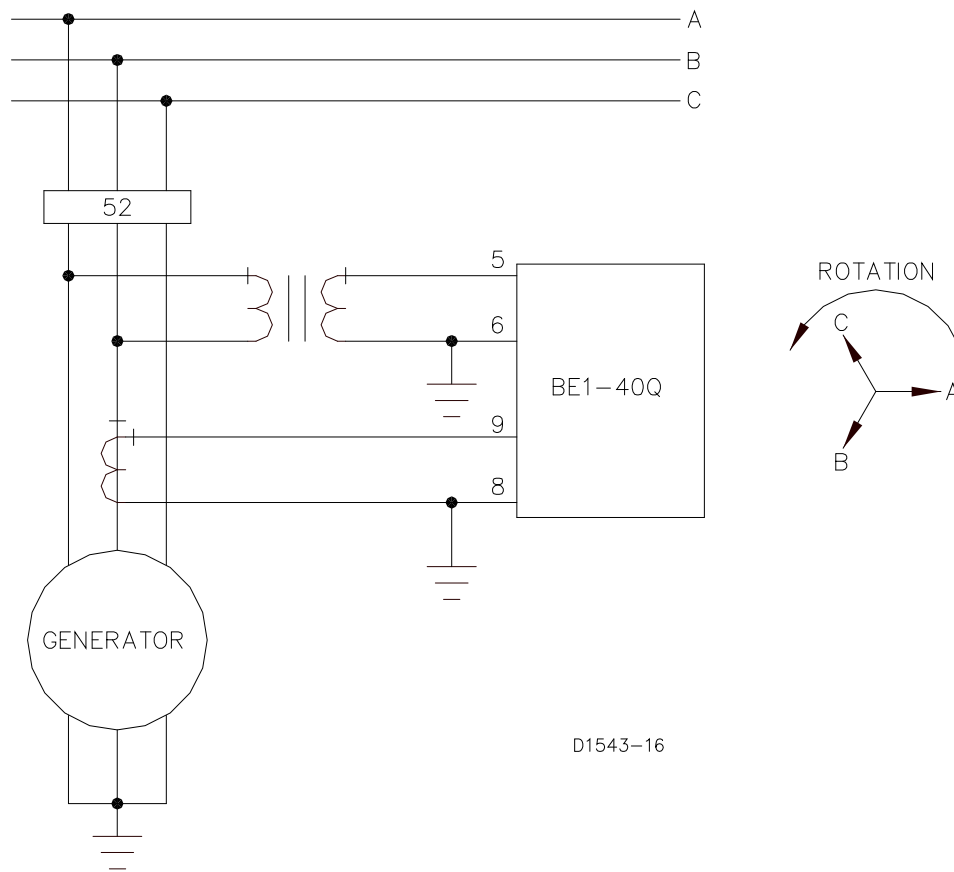 A
B
C
52
5
6
BE1-40Q
9
8
GENERATOR
ROTATION
C
A
B
D1543-16